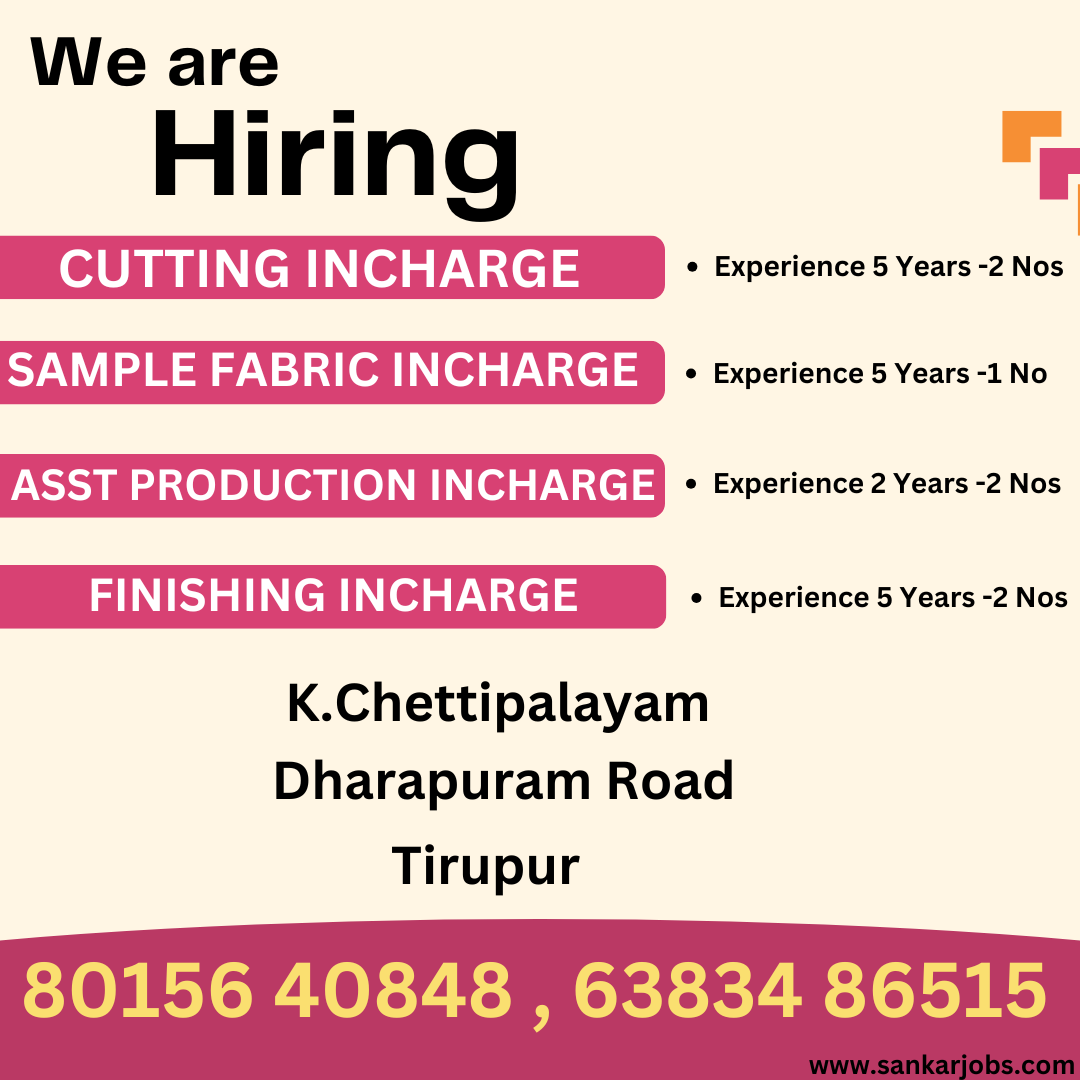 We are
Hiring
CUTTING INCHARGE
• Experience 5 Years -2 Nos
SAMPLE FABRIC INCHARGE
• Experience 5 Years -1 No
ASST PRODUCTION INCHARGE
• Experience 2 Years -2 Nos
FINISHING INCHARGE
• Experience 5 Years -2 Nos
K.Chettipalayam
Dharapuram Road
Tirupur
80156 40848 , 63834 86515
www.sankarjobs.com